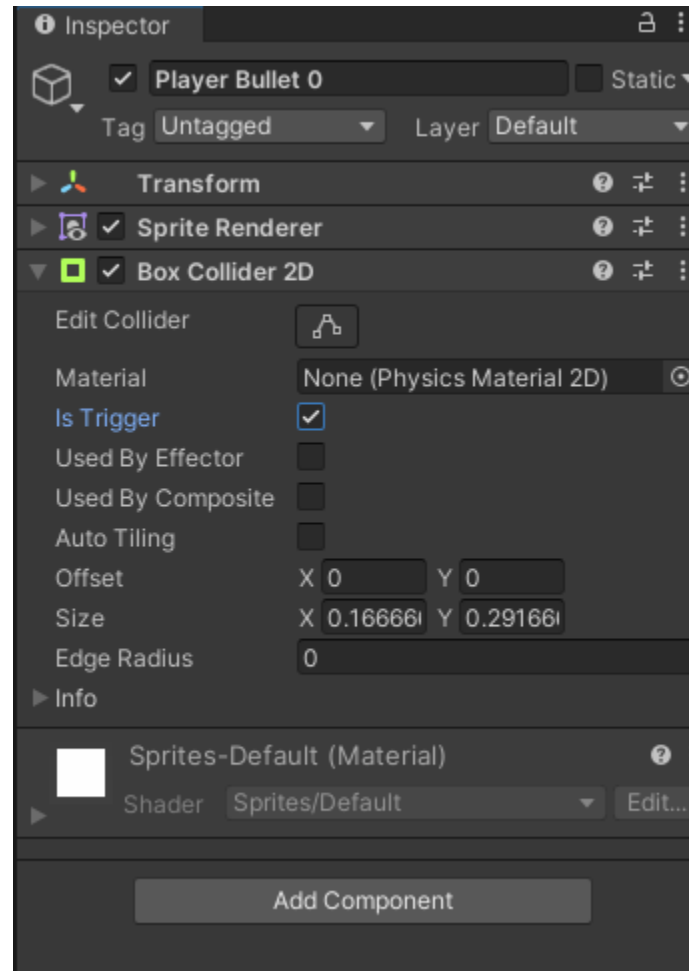 Inspector
Player Bullet 0 Static
Tag Untagged Layer Default
Transform
Sprite Renderer
Box Collider 2D
Edit Collider
Material None (Physics Material 2D)
Is Trigger
Used By Effector
Used By Composite
Auto Tiling
Offset X 0 Y 0
Size X 0.16666 Y 0.29166
Edge Radius 0
Info
Sprites-Default (Material)
Shader Sprites/Default Edit...
Add Component